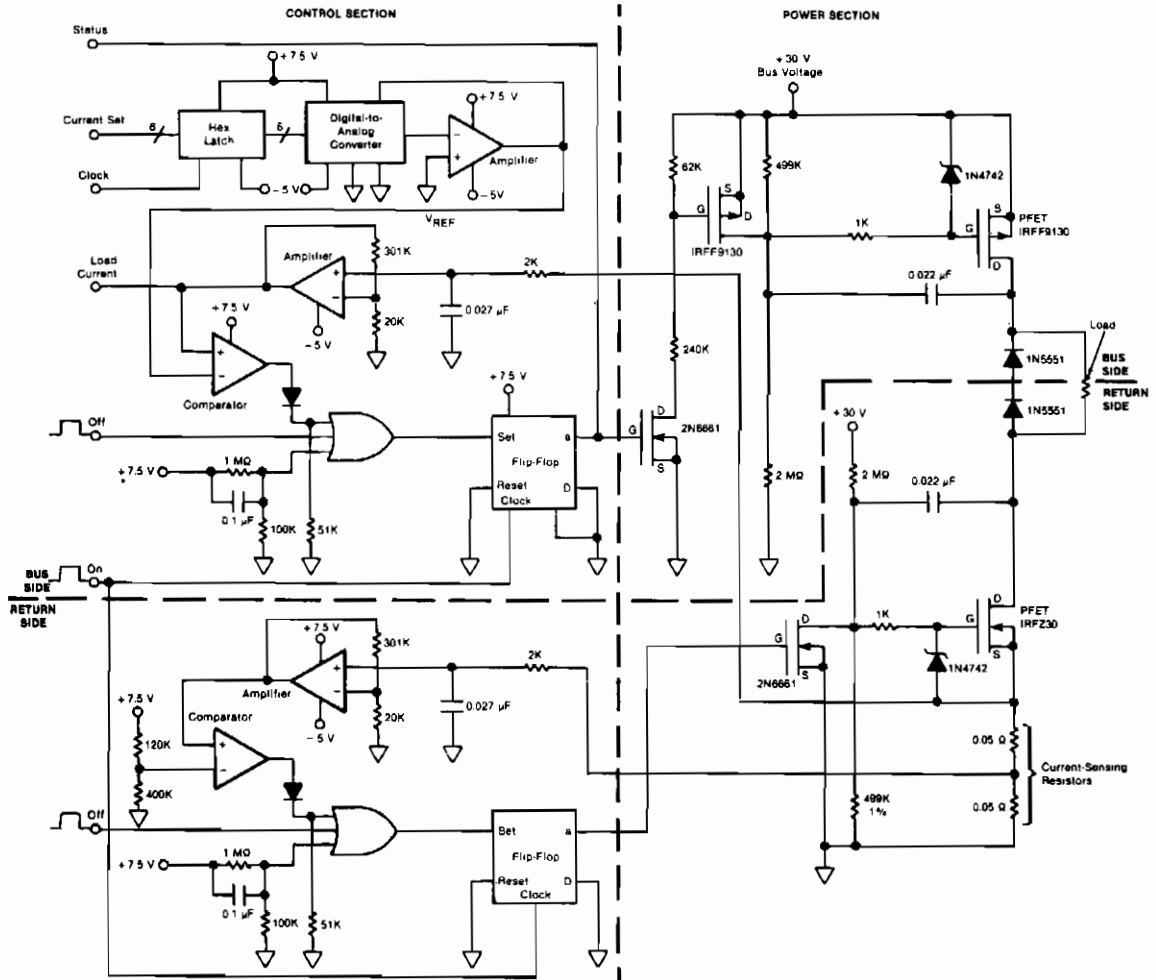 CONTROL SECTION
POWER SECTION
Status
+7 5 V
+30 V
Bus Voltage
Current Set
6
Hex
Latch
6
Digital-to-
Analog
Converter
+7 5 V
Amplifier
-5V
Clock
-5 V
VREF
62K
499K
1N4742
G
S
D
IRFF9130
1K
S
G
D
PFET
IRFF9130
Load
Current
Amplifier
301K
2K
-5 V
20K
0.027 µF
0.022 µF
+7 5 V
Comparator
240K
Load
1N5551
BUS
SIDE
RETURN
SIDE
1N5551
+7 5 V
+30 V
Off
Set
a
Flip-Flop
Reset
D
Clock
G
D
S
2N6661
+7.5 V
1 MΩ
0 1 µF
100K
51K
2 MΩ
2 MΩ
0.022 µF
BUS
SIDE
On
RETURN
SIDE
+7 5 V
301K
2K
Amplifier
-5 V
20K
0.027 µF
G
D
S
2N6661
1K
D
G
S
PFET
IRFZ30
1N4742
+7.5 V
120K
400K
Comparator
0.05 Ω
0.05 Ω
Current-Sensing
Resistors
499K
1%
Off
Bet
a
Flip-Flop
Reset
D
Clock
+7 5 V
1 MΩ
0 1 µF
100K
51K